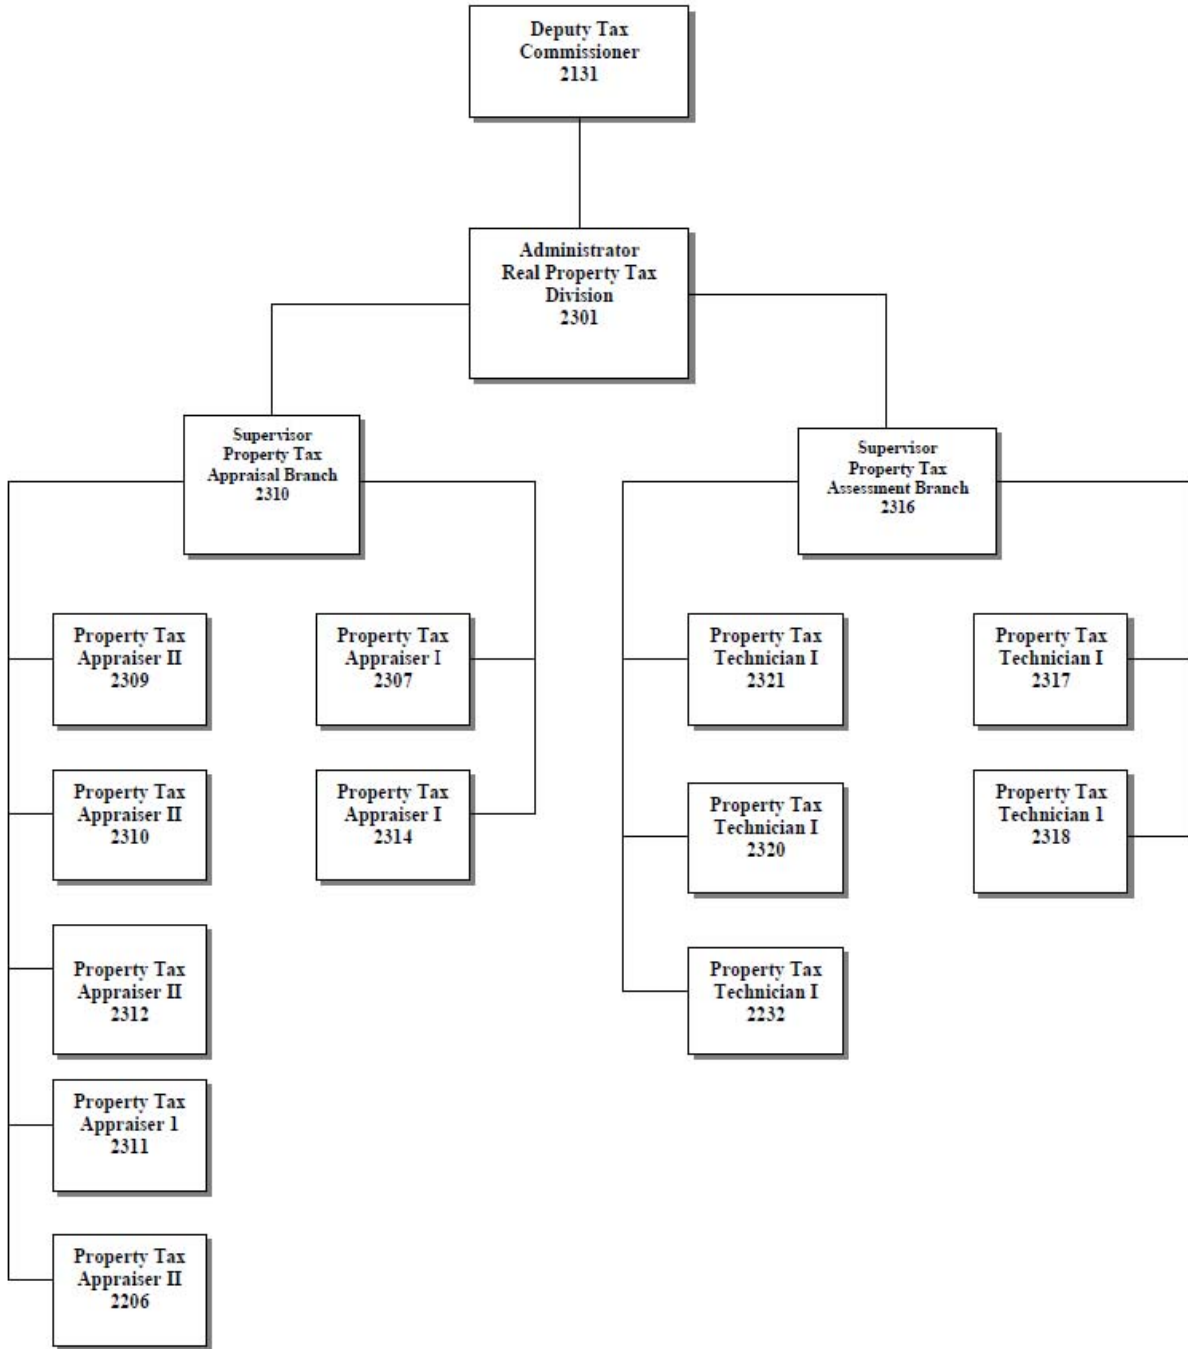 Deputy Tax
Commissioner
2131
Administrator
Real Property Tax
Division
2301
Supervisor
Property Tax
Appraisal Branch
2310
Supervisor
Property Tax
Assessment Branch
2316
Property Tax
Appraiser II
2309
Property Tax
Appraiser I
2307
Property Tax
Technician I
2321
Property Tax
Technician I
2317
Property Tax
Appraiser II
2310
Property Tax
Appraiser I
2314
Property Tax
Technician I
2320
Property Tax
Technician 1
2318
Property Tax
Appraiser II
2312
Property Tax
Technician I
2232
Property Tax
Appraiser 1
2311
Property Tax
Appraiser II
2206